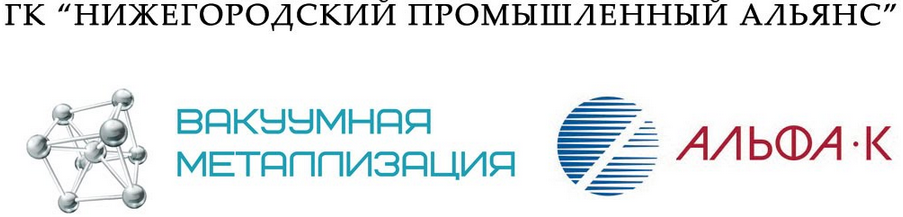 ГК “НИЖЕГОРОДСКИЙ ПРОМЫШЛЕННЫЙ АЛЬЯНС”
ВАКУУМНАЯ
МЕТАЛЛИЗАЦИЯ
АЛЬФА·К